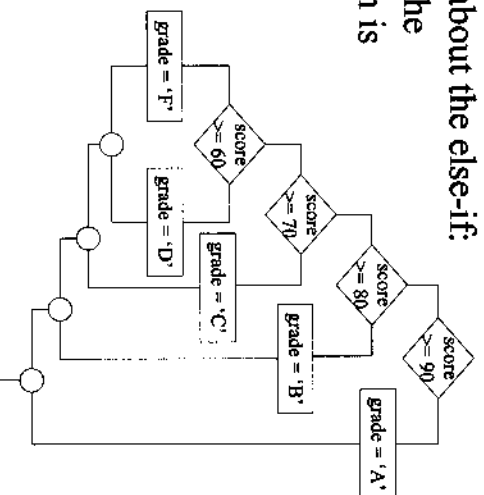 about the else-if:
the
n is
score
>= 90
grade = 'A'
score
>= 80
grade = 'B'
score
>= 70
grade = 'C'
score
>= 60
grade = 'F'
grade = 'D'